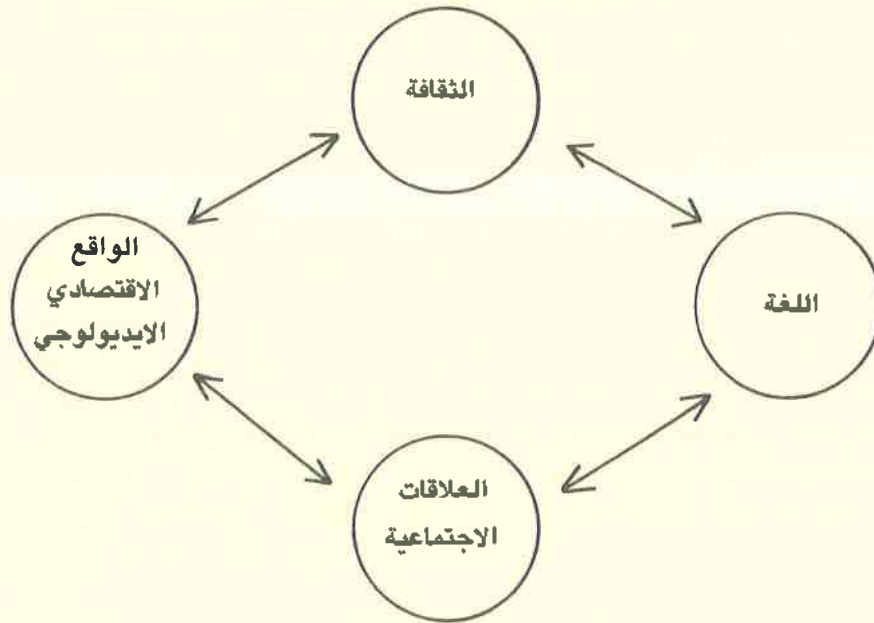 الثقافة
الواقع
الاقتصادي
الايديولوجي
اللغة
العلاقات
الاجتماعية